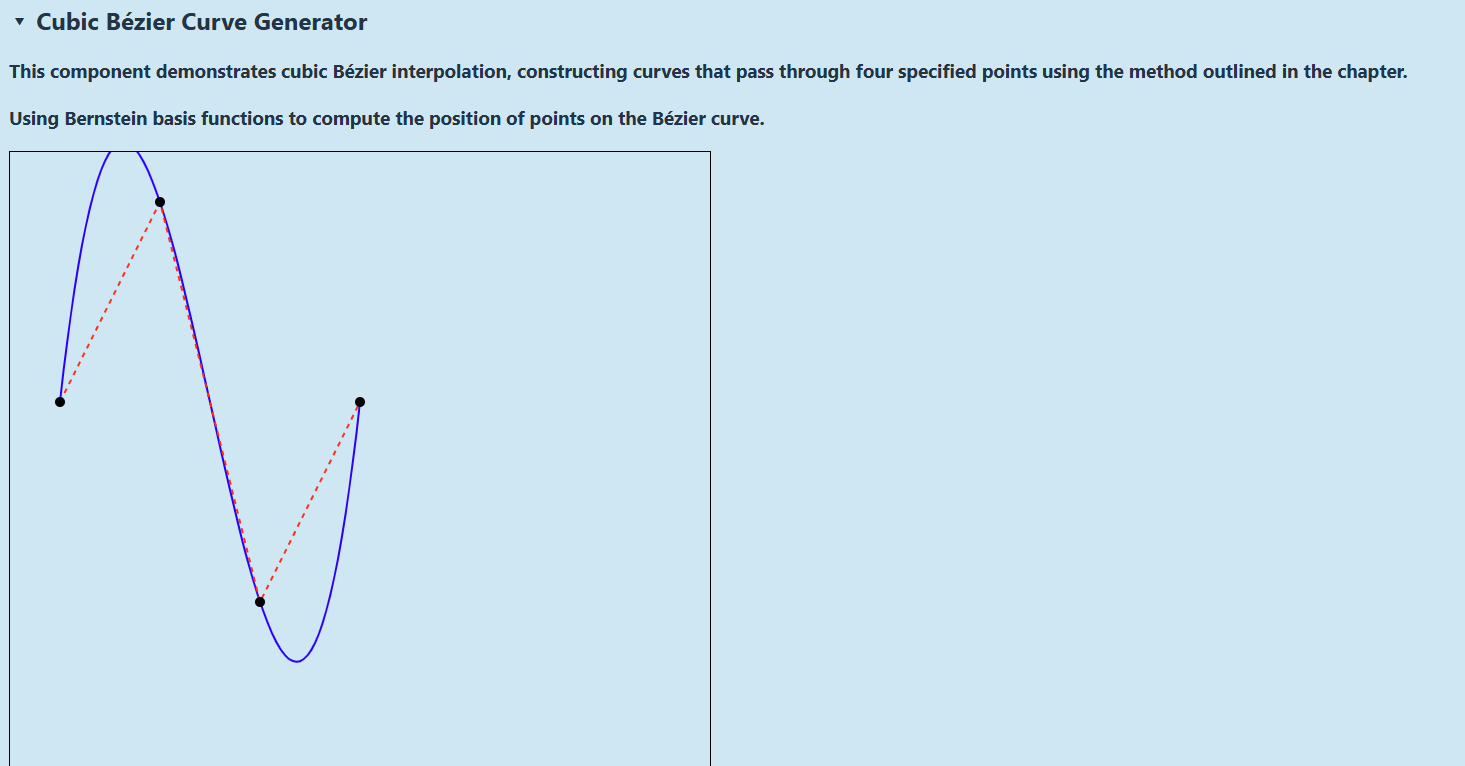 Cubic Bézier Curve Generator
This component demonstrates cubic Bézier interpolation, constructing curves that pass through four specified points using the method outlined in the chapter.
Using Bernstein basis functions to compute the position of points on the Bézier curve.